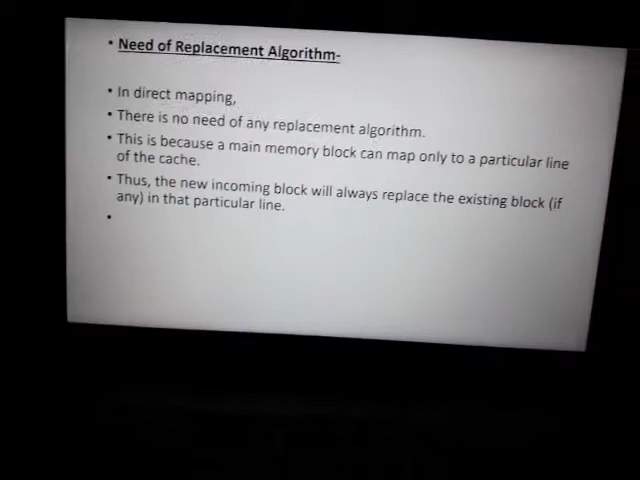 • Need of Replacement Algorithm-
• In direct mapping,
• There is no need of any replacement algorithm.
• This is because a main memory block can map only to a particular line
of the cache.
• Thus, the new incoming block will always replace the existing block (if
any) in that particular line.
•